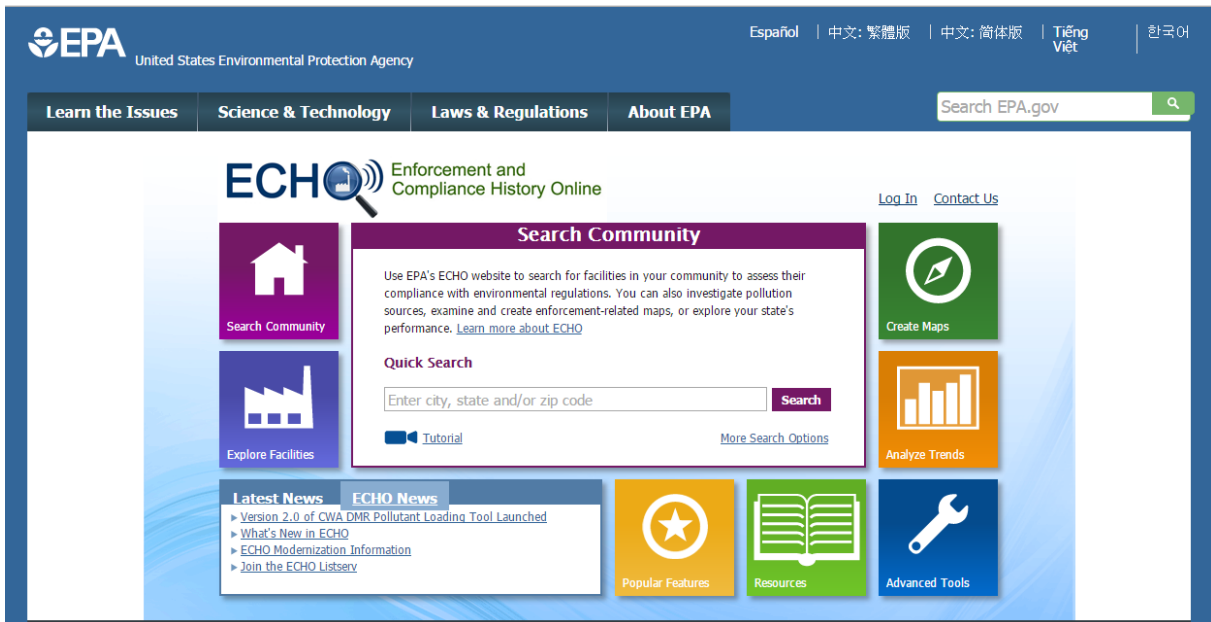 EPA
United States Environmental Protection Agency
Español | 中文: 繁體版 | 中文: 简体版 | Tiếng Việt | 한국어
Learn the Issues
Science & Technology
Laws & Regulations
About EPA
Search EPA.gov
ECHO
Enforcement and
Compliance History Online
Log In
Contact Us
Search Community
Search Community
Use EPA's ECHO website to search for facilities in your community to assess their
compliance with environmental regulations. You can also investigate pollution
sources, examine and create enforcement-related maps, or explore your state's
performance. Learn more about ECHO
Quick Search
Enter city, state and/or zip code
Search
Tutorial
More Search Options
Create Maps
Explore Facilities
Analyze Trends
Latest News
ECHO News
Version 2.0 of CWA DMR Pollutant Loading Tool Launched
What's New in ECHO
ECHO Modernization Information
Join the ECHO Listserv
Popular Features
Resources
Advanced Tools